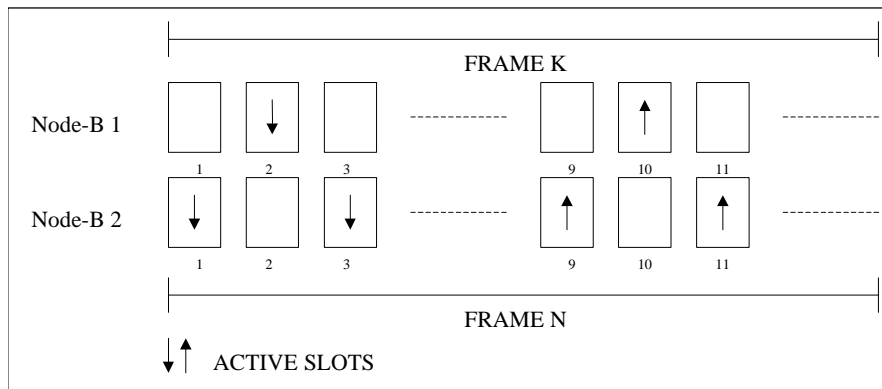 FRAME K
Node-B 1
1 2 3 9 10 11
Node-B 2
1 2 3 9 10 11
FRAME N
ACTIVE SLOTS